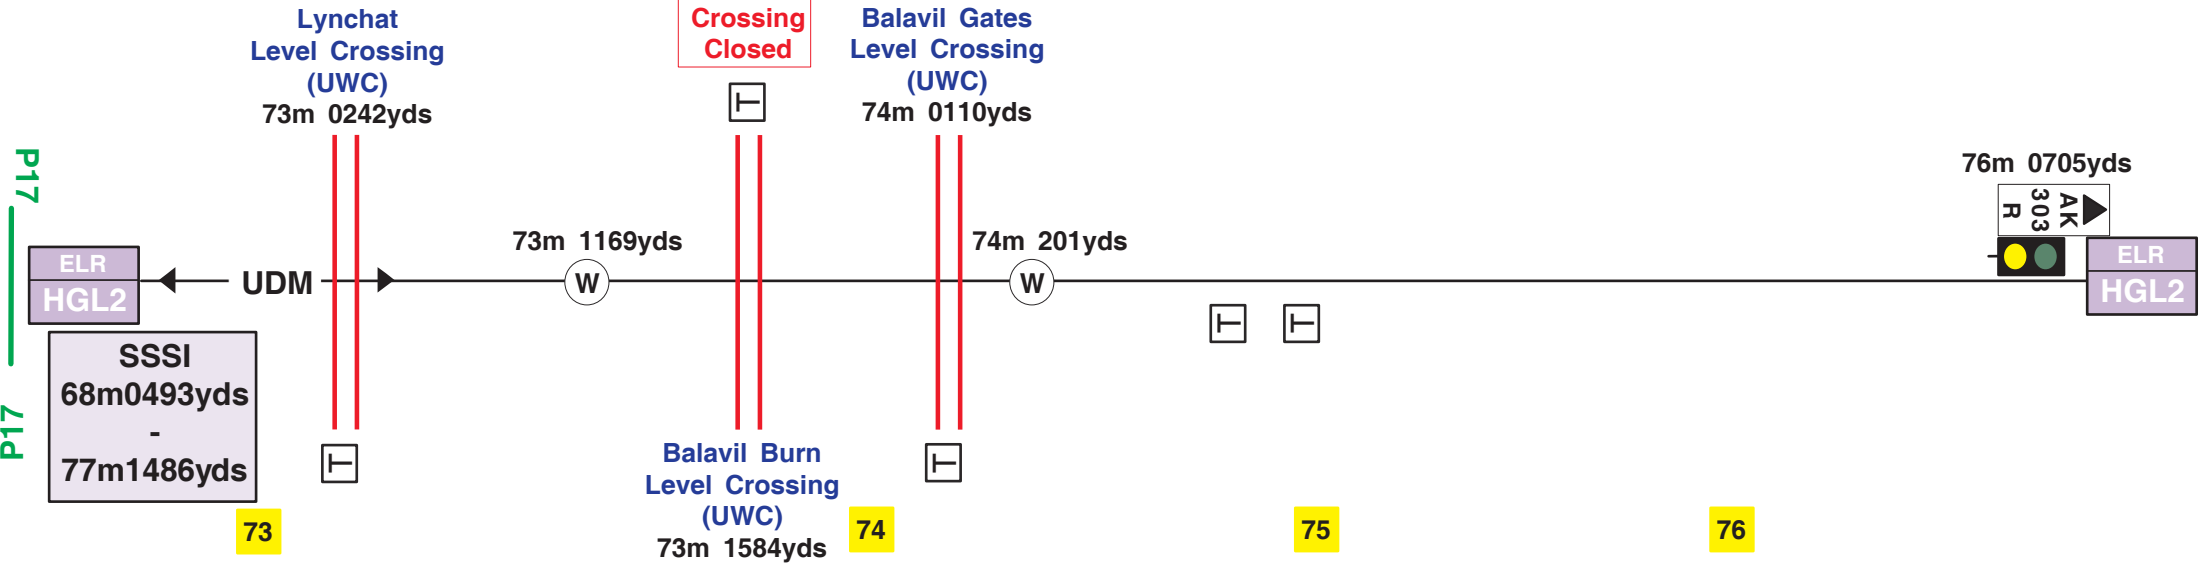 Lynchat
Level Crossing
(UWC)
73m 0242yds
Crossing
Closed
T
Balavil Gates
Level Crossing
(UWC)
74m 0110yds
P17
76m 0705yds
AK
303
R
73m 1169yds
W
74m 201yds
W
ELR
HGL2
UDM
ELR
HGL2
T
T
SSSI
68m0493yds
-
77m1486yds
P17
T
T
Balavil Burn
Level Crossing
(UWC)
73m 1584yds
73
74
75
76